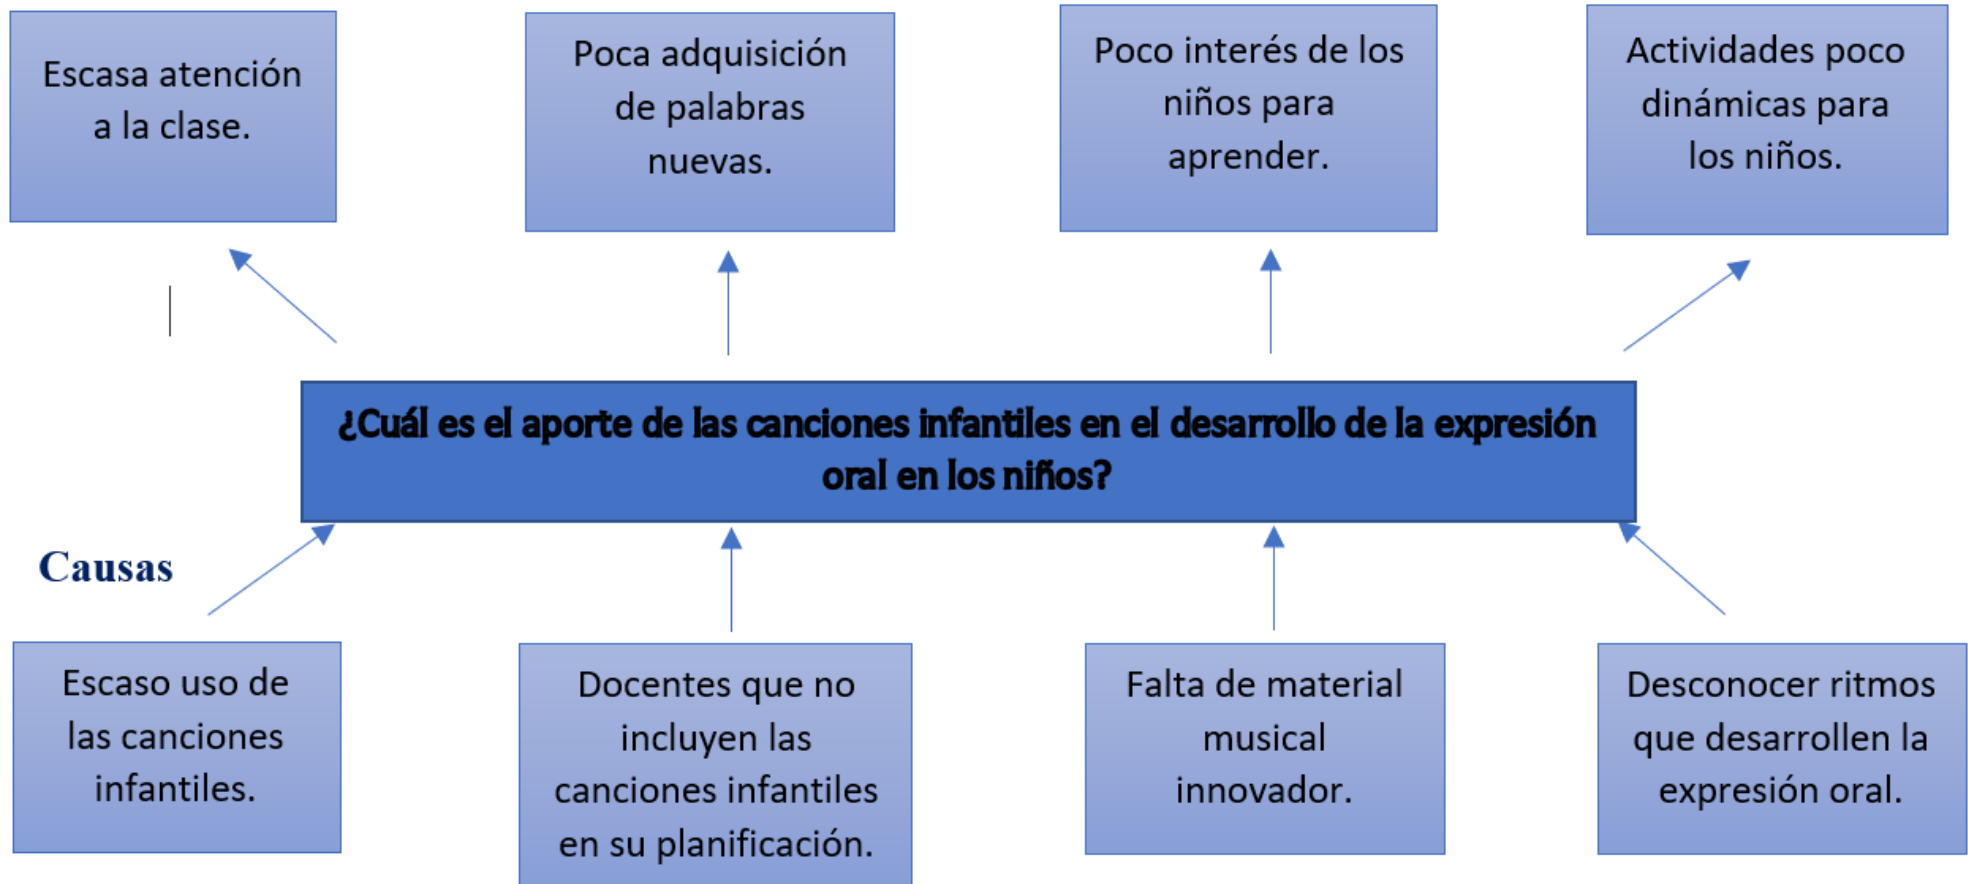 Escasa atención
a la clase.
Poca adquisición
de palabras
nuevas.
Poco interés de los
niños para
aprender.
Actividades poco
dinámicas para
los niños.
¿Cuál es el aporte de las canciones infantiles en el desarrollo de la expresión
oral en los niños?
Causas
Escaso uso de
las canciones
infantiles.
Docentes que no
incluyen las
canciones infantiles
en su planificación.
Falta de material
musical
innovador.
Desconocer ritmos
que desarrollen la
expresión oral.